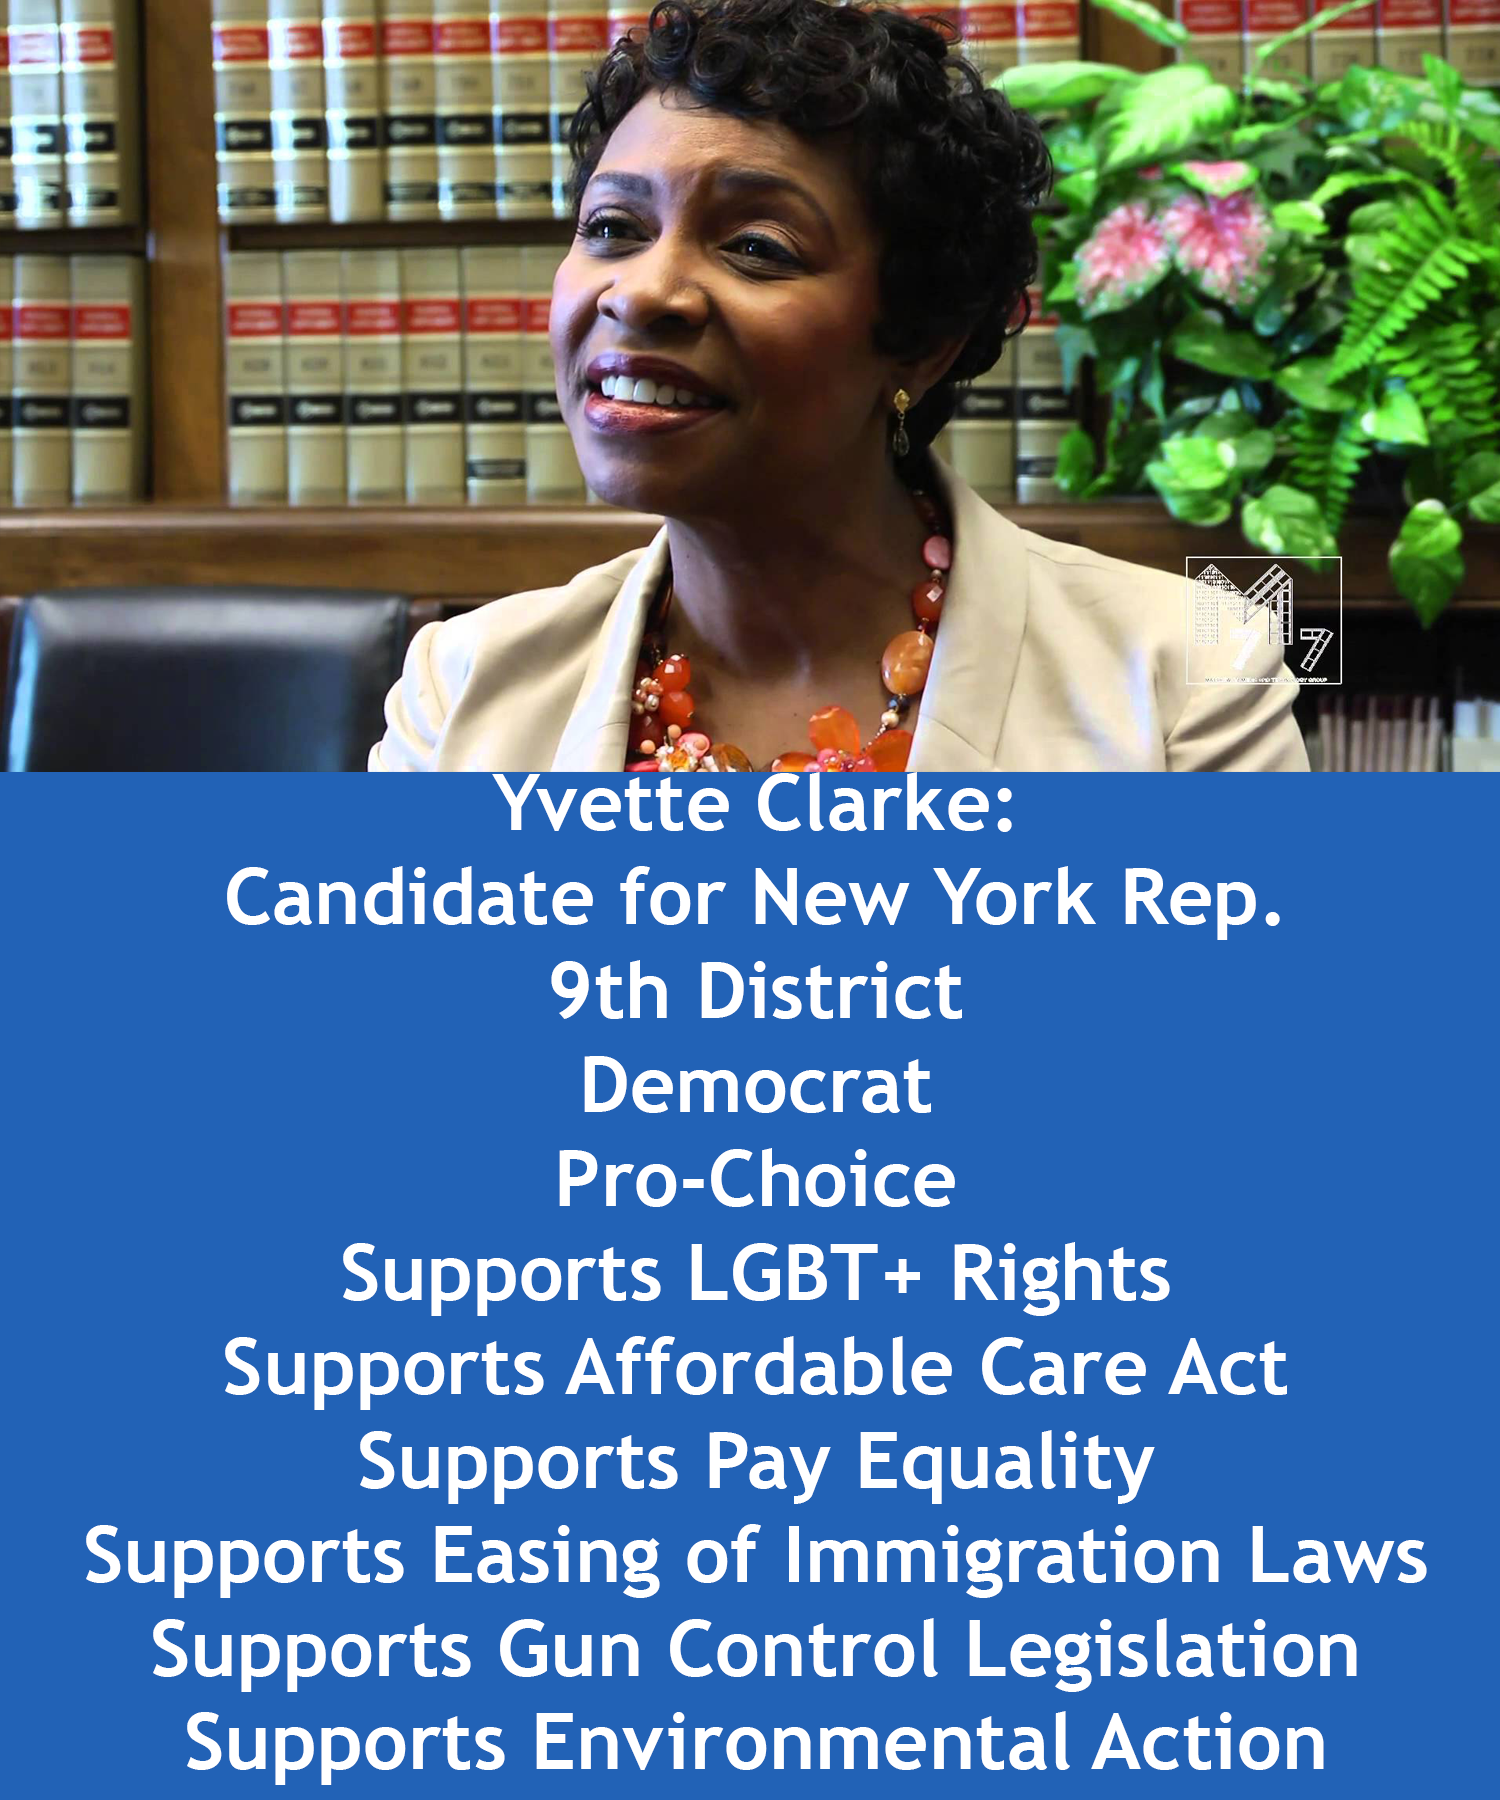 Yvette Clarke:
Candidate for New York Rep.
9th District
Democrat
Pro-Choice
Supports LGBT+ Rights
Supports Affordable Care Act
Supports Pay Equality
Supports Easing of Immigration Laws
Supports Gun Control Legislation
Supports Environmental Action